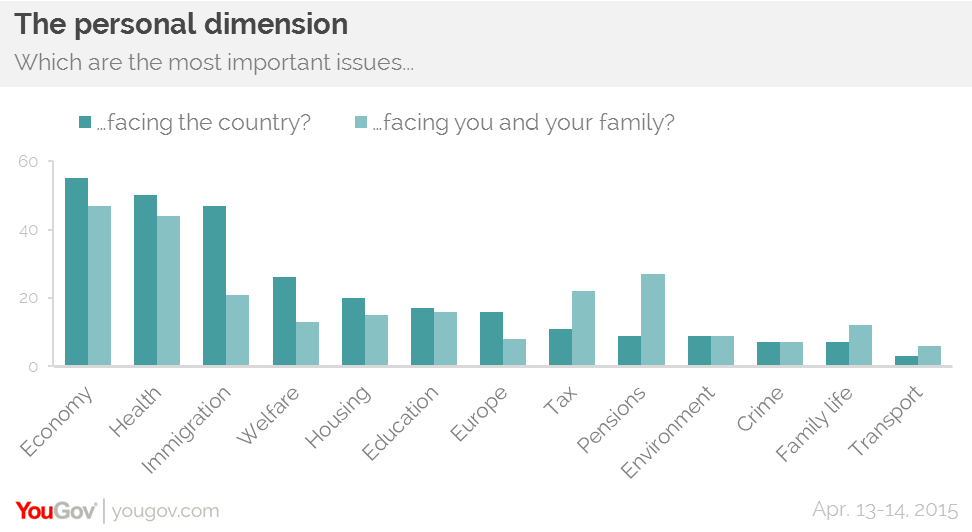 The personal dimension
Which are the most important issues...
...facing the country? ...facing you and your family?
60
40
20
0
Economy Health Immigration Welfare Housing Education Europe Tax Pensions Environment Crime Family life Transport
YouGov yougov.com Apr. 13-14, 2015